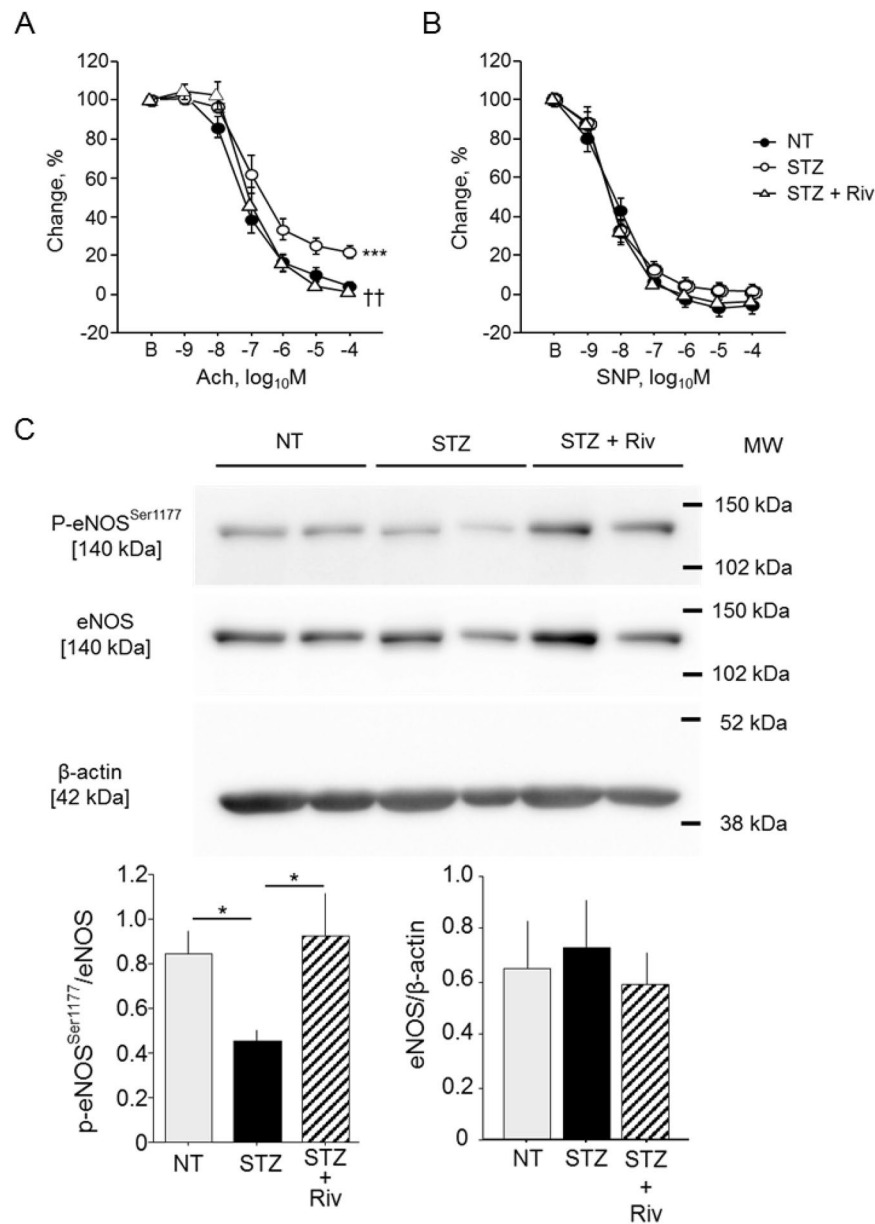 A
120
100
80
60
40
20
0
-20
Change, %
***
††
B -9 -8 -7 -6 -5 -4
Ach, log₁₀M
B
120
100
80
60
40
20
0
-20
Change, %
B -9 -8 -7 -6 -5 -4
SNP, log₁₀M
NT
STZ
STZ + Riv
C
NT STZ STZ + Riv MW
P-eNOS^Ser1177
[140 kDa]
150 kDa
102 kDa
eNOS
[140 kDa]
150 kDa
102 kDa
β-actin
[42 kDa]
52 kDa
38 kDa
1.2
1.0
0.8
0.6
0.4
0.2
0
p-eNOS^Ser1177/eNOS
* *
NT STZ STZ
+
Riv
1.0
0.8
0.6
0.4
0.2
0
eNOS/β-actin
NT STZ STZ
+
Riv